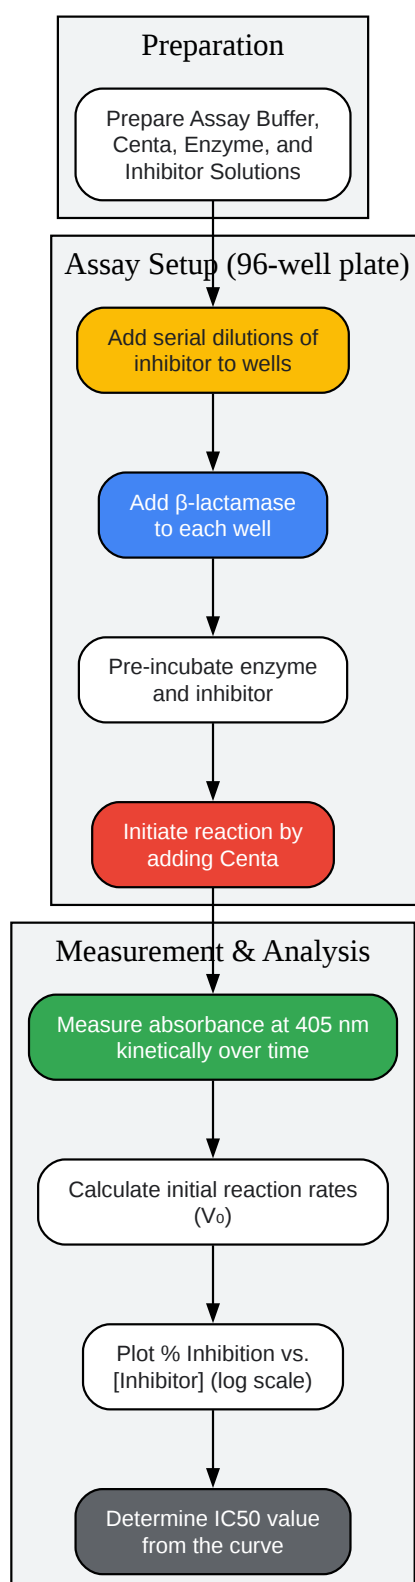 Preparation
Prepare Assay Buffer,
Centa, Enzyme, and
Inhibitor Solutions
Assay Setup (96-well plate)
Add serial dilutions of
inhibitor to wells
Add β-lactamase
to each well
Pre-incubate enzyme
and inhibitor
Initiate reaction by
adding Centa
Measurement & Analysis
Measure absorbance at 405 nm
kinetically over time
Calculate initial reaction rates
(V₀)
Plot % Inhibition vs.
[Inhibitor] (log scale)
Determine IC50 value
from the curve